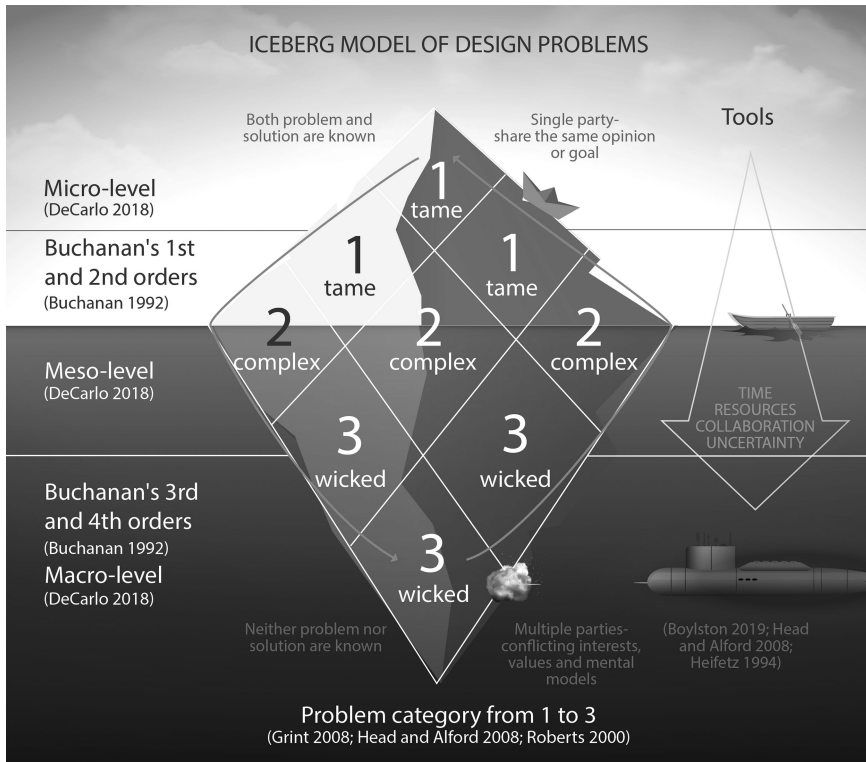 ICEBERG MODEL OF DESIGN PROBLEMS
Both problem and
solution are known
Single party-
share the same opinion
or goal
Tools
Micro-level
(DeCarlo 2018)
1
tame
Buchanan's 1st
and 2nd orders
(Buchanan 1992)
1
tame
1
tame
2
complex
2
complex
2
complex
Meso-level
(DeCarlo 2018)
TIME
RESOURCES
COLLABORATION
UNCERTAINTY
3
wicked
3
wicked
Buchanan's 3rd
and 4th orders
(Buchanan 1992)
Macro-level
(DeCarlo 2018)
3
wicked
Neither problem nor
solution are known
Multiple parties-
conflicting interests,
values and mental
models
(Boylston 2019; Head
and Alford 2008;
Heifetz 1994)
Problem category from 1 to 3
(Grint 2008; Head and Alford 2008; Roberts 2000)